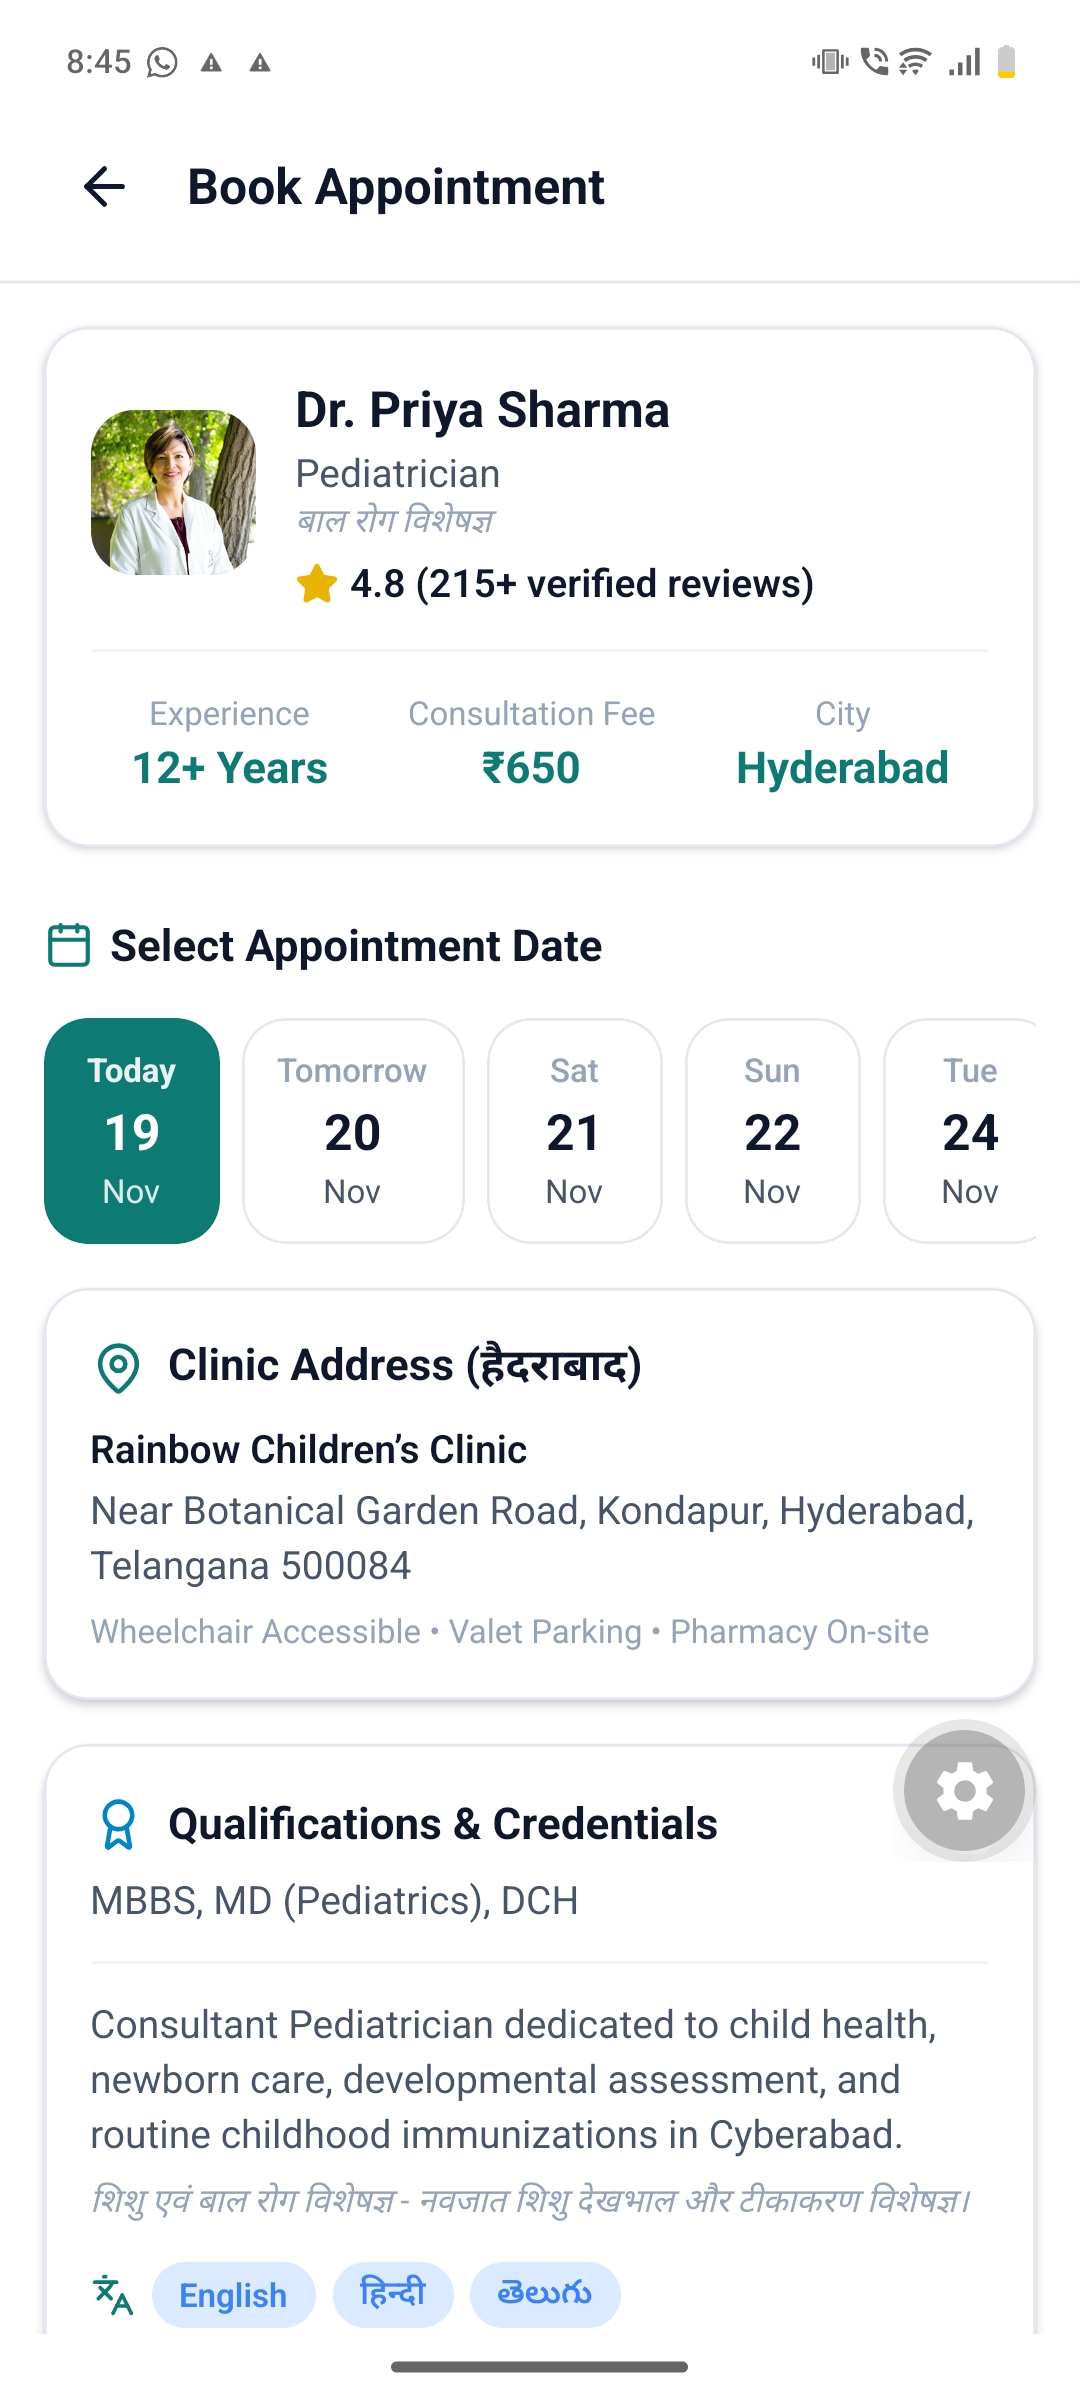 8:45
Book Appointment
Dr. Priya Sharma
Pediatrician
बाल रोग विशेषज्ञ
4.8 (215+ verified reviews)
Experience
12+ Years
Consultation Fee
₹650
City
Hyderabad
Select Appointment Date
Today
19
Nov
Tomorrow
20
Nov
Sat
21
Nov
Sun
22
Nov
Tue
24
Nov
Clinic Address (हैदराबाद)
Rainbow Children’s Clinic
Near Botanical Garden Road, Kondapur, Hyderabad,
Telangana 500084
Wheelchair Accessible • Valet Parking • Pharmacy On-site
Qualifications & Credentials
MBBS, MD (Pediatrics), DCH
Consultant Pediatrician dedicated to child health,
newborn care, developmental assessment, and
routine childhood immunizations in Cyberabad.
शिशु एवं बाल रोग विशेषज्ञ - नवजात शिशु देखभाल और टीकाकरण विशेषज्ञ।
English हिन्दी తెలుగు